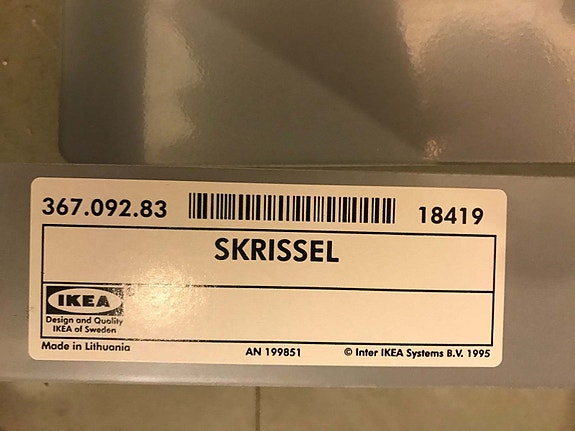 367.092.83 18419
SKRISSEL
IKEA
Design and Quality
IKEA of Sweden
Made in Lithuania
AN 199851
© Inter IKEA Systems B.V. 1995